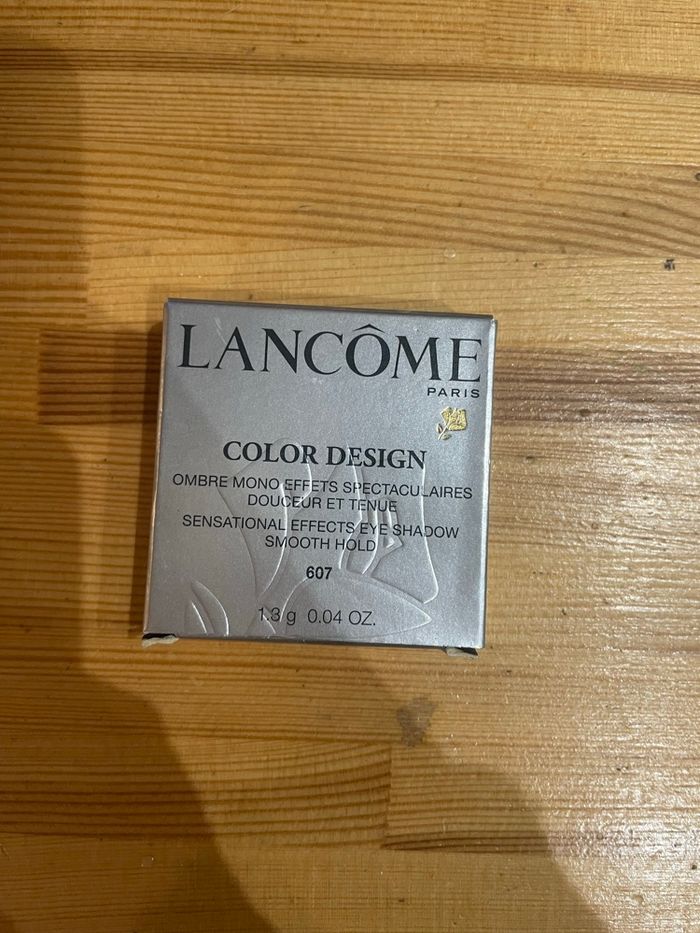 LANCÔME
PARIS
COLOR DESIGN
OMBRE MONO EFFETS SPECTACULAIRES
DOUCEUR ET TENUE
SENSATIONAL EFFECTS EYE SHADOW
SMOOTH HOLD
607
1.3 g 0.04 OZ.